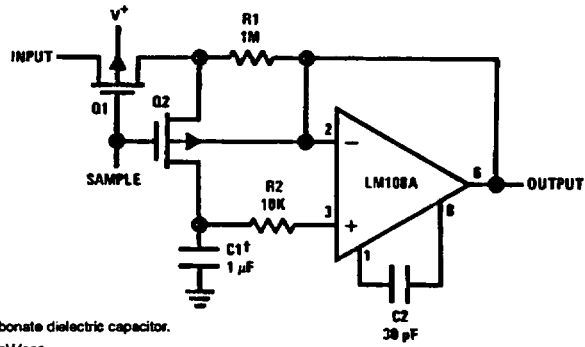 V+
R1
1M
INPUT
Q1
Q2
SAMPLE
2
6
LM108A
OUTPUT
R2
10K
3
8
1
C1†
1 µF
C2
30 pF
bonate dielectric capacitor.